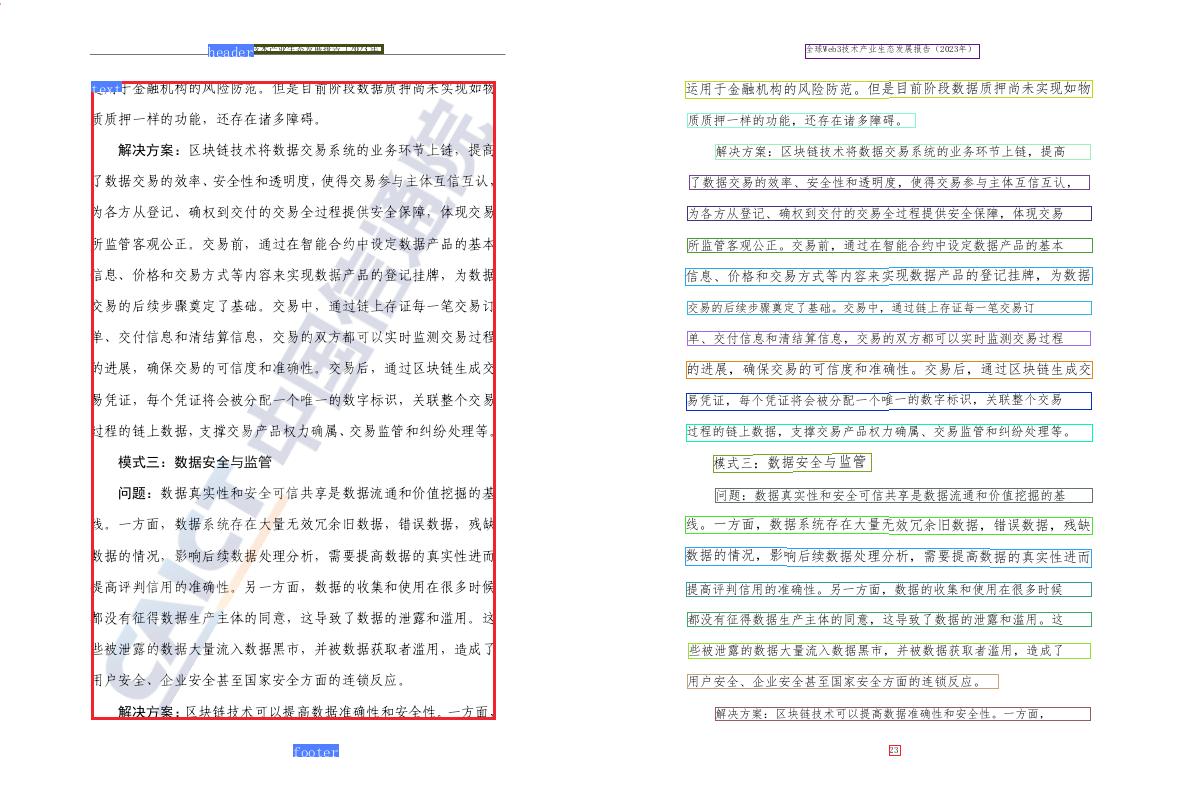 header
text
运用于金融机构的风险防范。但是目前阶段数据质押尚未实现如物
质质押一样的功能，还存在诸多障碍。
解决方案：区块链技术将数据交易系统的业务环节上链，提高
了数据交易的效率、安全性和透明度，使得交易参与主体互信互认、
为各方从登记、确权到交付的交易全过程提供安全保障，体现交易
所监管客观公正。交易前，通过在智能合约中设定数据产品的基本
信息、价格和交易方式等内容来实现数据产品的登记挂牌，为数据
交易的后续步骤奠定了基础。交易中，通过链上存证每一笔交易订
单、交付信息和清结算信息，交易的双方都可以实时监测交易过程
的进展，确保交易的可信度和准确性。交易后，通过区块链生成交
易凭证，每个凭证将会被分配一个唯一的数字标识，关联整个交易
过程的链上数据，支撑交易产品权力确属、交易监管和纠纷处理等。
模式三：数据安全与监管
问题：数据真实性和安全可信共享是数据流通和价值挖掘的基
线。一方面，数据系统存在大量无效冗余旧数据，错误数据，残缺
数据的情况，影响后续数据处理分析，需要提高数据的真实性进而
提高评判信用的准确性。另一方面，数据的收集和使用在很多时候
都没有征得数据生产主体的同意，这导致了数据的泄露和滥用。这
些被泄露的数据大量流入数据黑市，并被数据获取者滥用，造成了
用户安全、企业安全甚至国家安全方面的连锁反应。
解决方案：区块链技术可以提高数据准确性和安全性。一方面，
CAICT 中国信通院
footer
全球Web3技术产业生态发展报告（2023年）
运用于金融机构的风险防范。但是目前阶段数据质押尚未实现如物
质质押一样的功能，还存在诸多障碍。
解决方案：区块链技术将数据交易系统的业务环节上链，提高
了数据交易的效率、安全性和透明度，使得交易参与主体互信互认，
为各方从登记、确权到交付的交易全过程提供安全保障，体现交易
所监管客观公正。交易前，通过在智能合约中设定数据产品的基本
信息、价格和交易方式等内容来实现数据产品的登记挂牌，为数据
交易的后续步骤奠定了基础。交易中，通过链上存证每一笔交易订
单、交付信息和清结算信息，交易的双方都可以实时监测交易过程
的进展，确保交易的可信度和准确性。交易后，通过区块链生成交
易凭证，每个凭证将会被分配一个唯一的数字标识，关联整个交易
过程的链上数据，支撑交易产品权力确属、交易监管和纠纷处理等。
模式三：数据安全与监管
问题：数据真实性和安全可信共享是数据流通和价值挖掘的基
线。一方面，数据系统存在大量无效冗余旧数据，错误数据，残缺
数据的情况，影响后续数据处理分析，需要提高数据的真实性进而
提高评判信用的准确性。另一方面，数据的收集和使用在很多时候
都没有征得数据生产主体的同意，这导致了数据的泄露和滥用。这
些被泄露的数据大量流入数据黑市，并被数据获取者滥用，造成了
用户安全、企业安全甚至国家安全方面的连锁反应。
解决方案：区块链技术可以提高数据准确性和安全性。一方面，
23